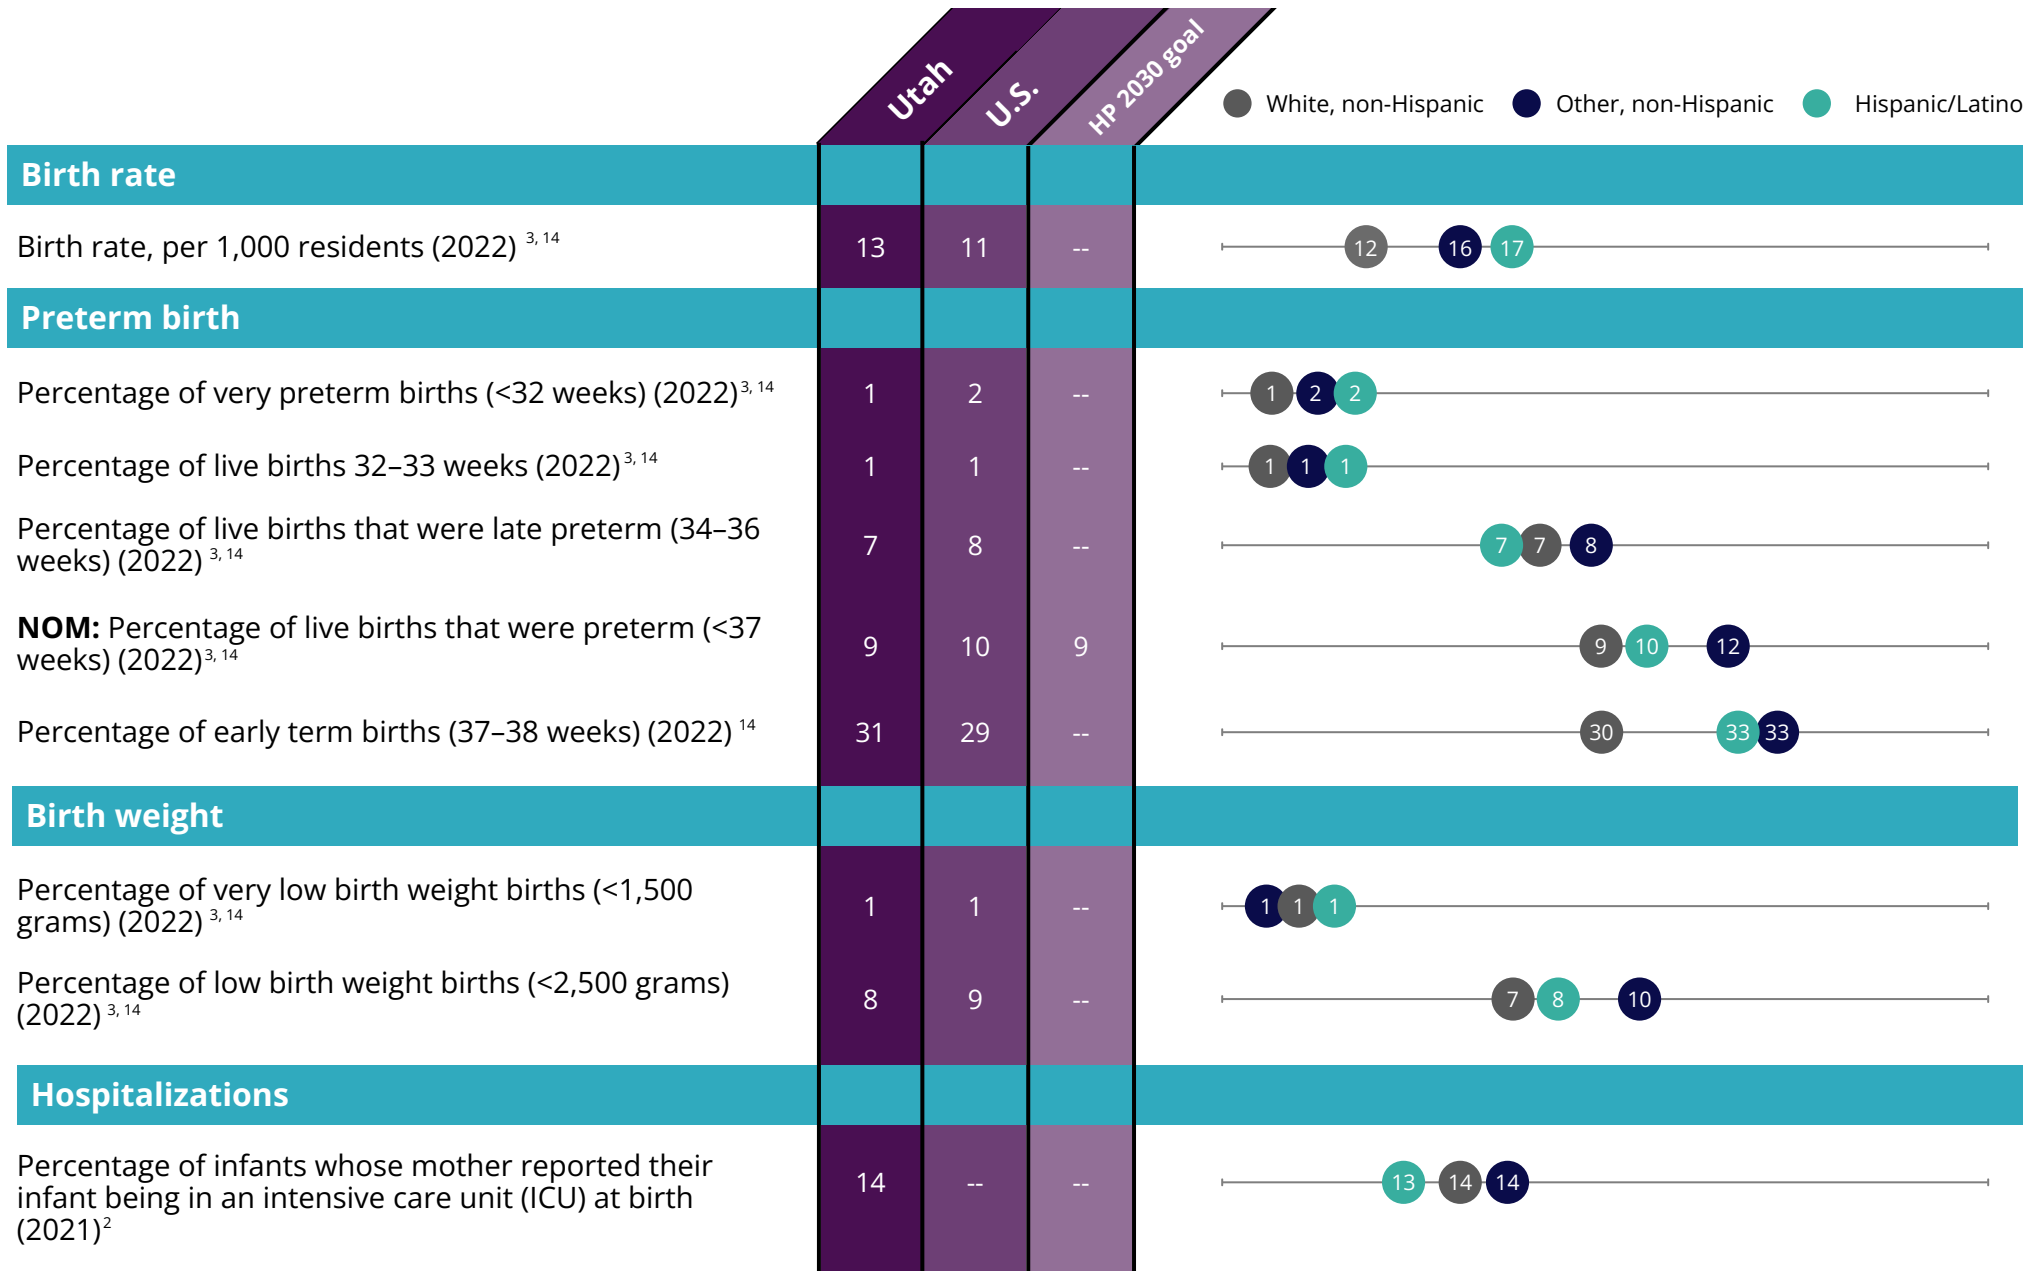 Utah
U.S.
HP 2030 goal
White, non-Hispanic
Other, non-Hispanic
Hispanic/Latino
Birth rate
Birth rate, per 1,000 residents (2022) 3, 14
13 11 -- 12 16 17
Preterm birth
Percentage of very preterm births (<32 weeks) (2022) 3, 14
1 2 -- 1 2 2
Percentage of live births 32–33 weeks (2022) 3, 14
1 1 -- 1 1 1
Percentage of live births that were late preterm (34–36
weeks) (2022) 3, 14
7 8 -- 7 7 8
NOM: Percentage of live births that were preterm (<37
weeks) (2022) 3, 14
9 10 9 9 10 12
Percentage of early term births (37–38 weeks) (2022) 14
31 29 -- 30 33 33
Birth weight
Percentage of very low birth weight births (<1,500
grams) (2022) 3, 14
1 1 -- 1 1 1
Percentage of low birth weight births (<2,500 grams)
(2022) 3, 14
8 9 -- 7 8 10
Hospitalizations
Percentage of infants whose mother reported their
infant being in an intensive care unit (ICU) at birth
(2021) 2
14 -- -- 13 14 14